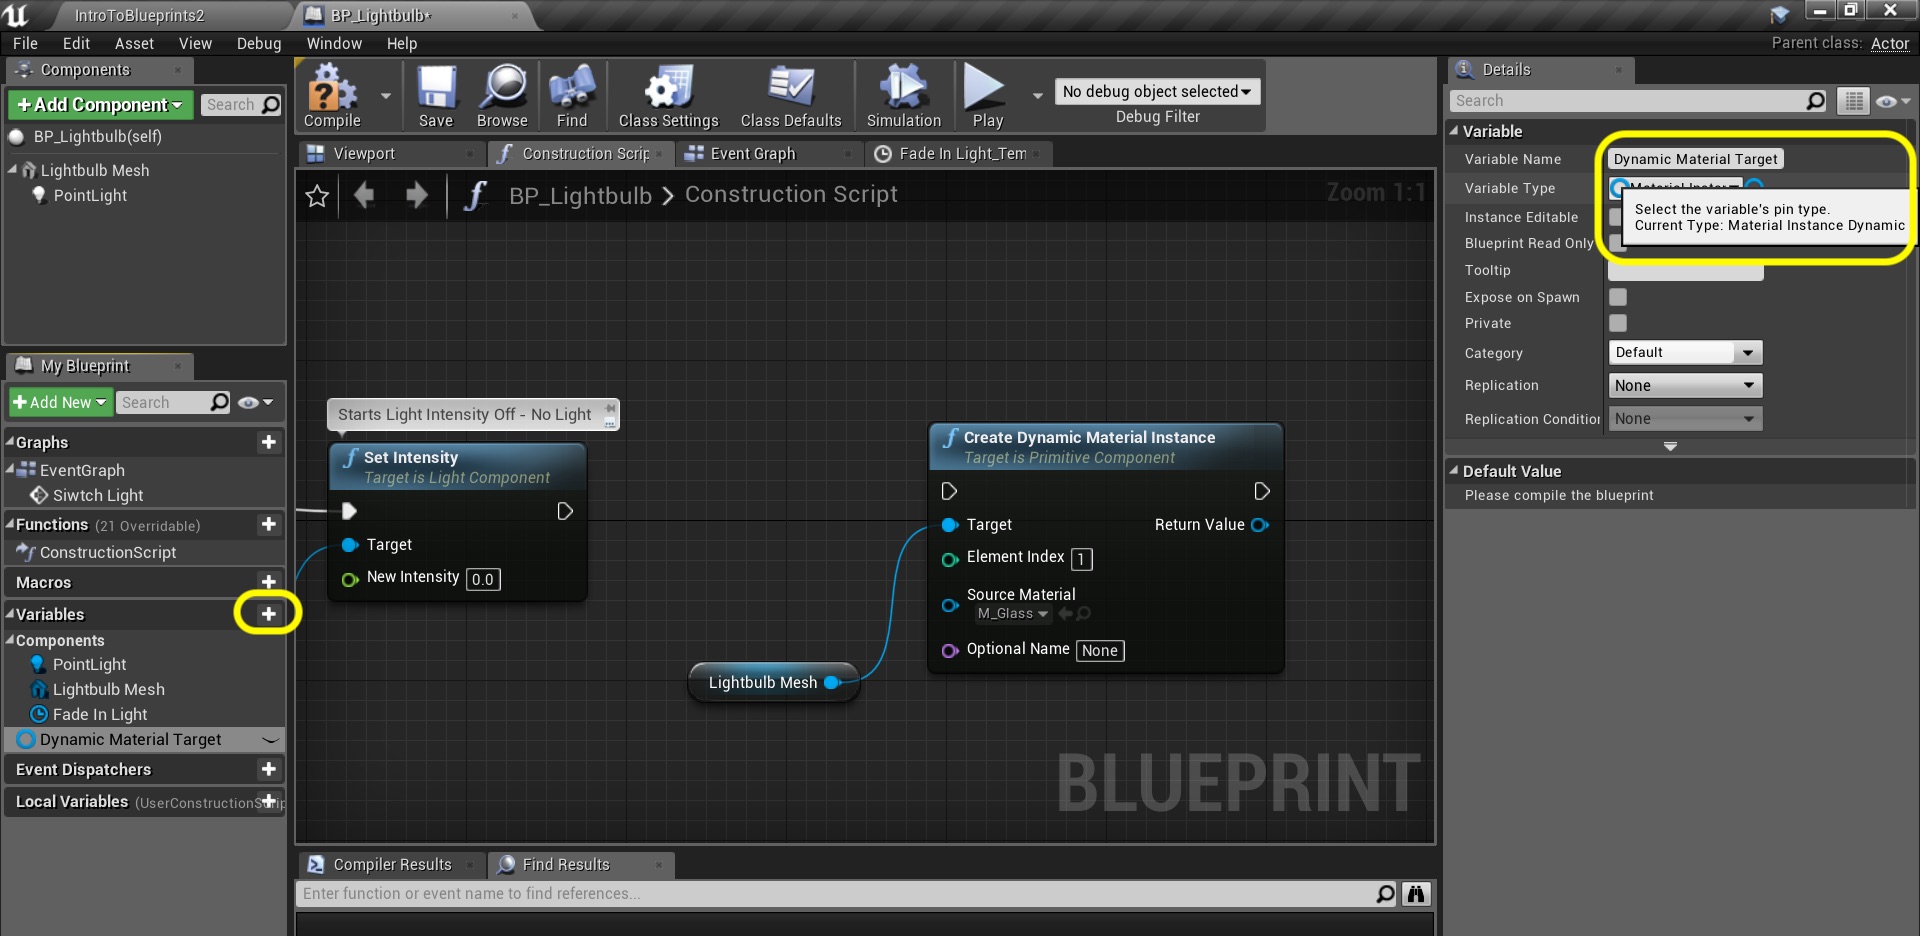 IntroToBlueprints2
BP_Lightbulb*
File Edit Asset View Debug Window Help
Parent class: Actor
Components
+Add Component
Search
BP_Lightbulb(self)
Lightbulb Mesh
PointLight
Compile
Save
Browse
Find
Class Settings
Class Defaults
Simulation
Play
No debug object selected
Debug Filter
Viewport
Construction Scrip
Event Graph
Fade In Light_Tem
BP_Lightbulb > Construction Script
Zoom 1:1
My Blueprint
+Add New
Search
Graphs
EventGraph
Siwtch Light
Functions (21 Overridable)
ConstructionScript
Macros
Variables
Components
PointLight
Lightbulb Mesh
Fade In Light
Dynamic Material Target
Event Dispatchers
Local Variables (UserConstructionScrip
Starts Light Intensity Off - No Light
Set Intensity
Target is Light Component
Target
New Intensity 0.0
Lightbulb Mesh
Create Dynamic Material Instance
Target is Primitive Component
Target
Return Value
Element Index 1
Source Material
M_Glass
Optional Name None
BLUEPRINT
Compiler Results
Find Results
Enter function or event name to find references...
Details
Search
Variable
Variable Name Dynamic Material Target
Variable Type Material Instar
Select the variable's pin type.
Current Type: Material Instance Dynamic
Instance Editable
Blueprint Read Only
Tooltip
Expose on Spawn
Private
Category Default
Replication None
Replication Condition None
Default Value
Please compile the blueprint